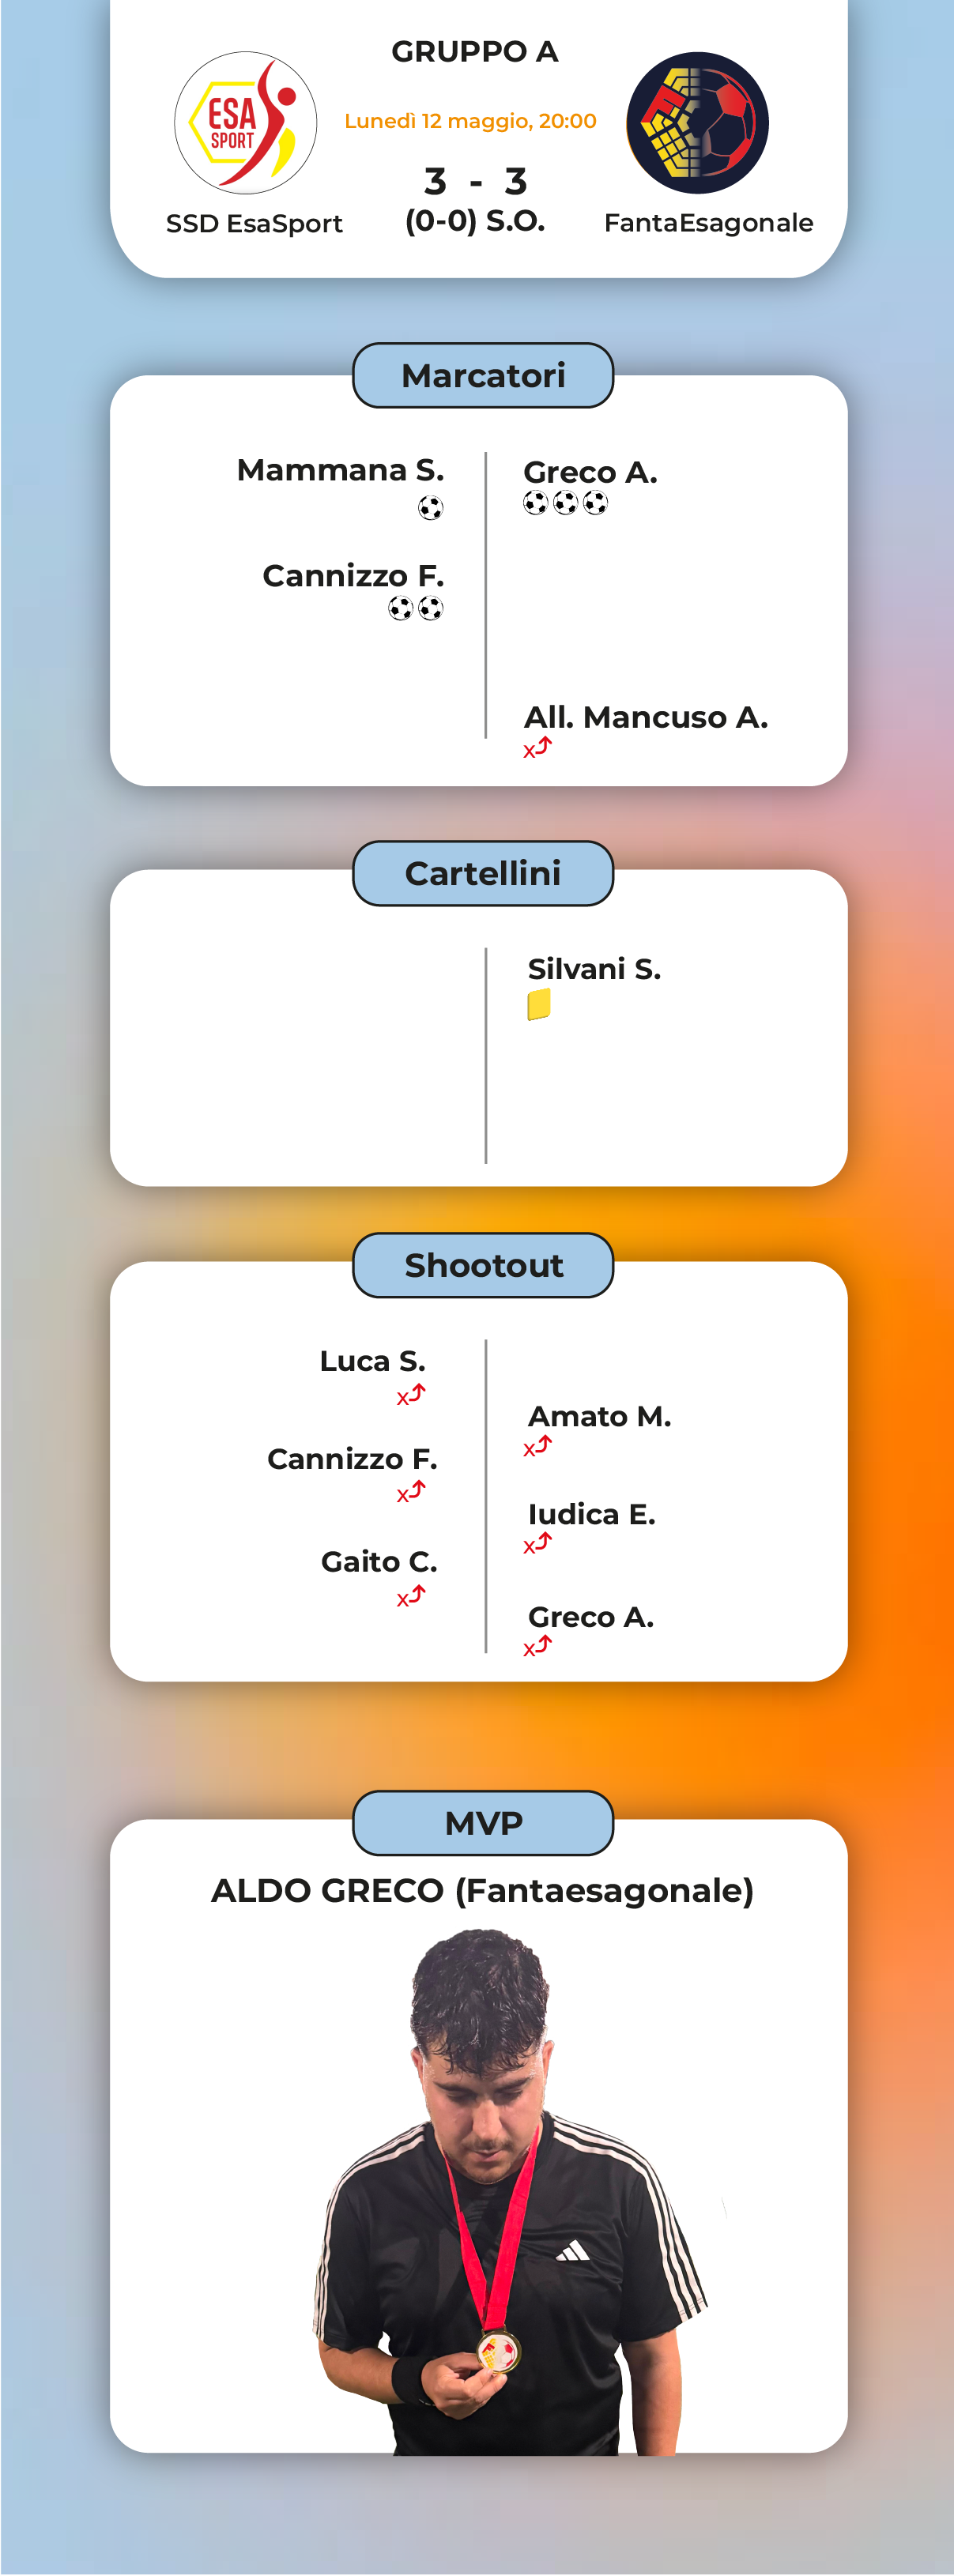 GRUPPO A
ESA
SPORT
Lunedì 12 maggio, 20:00
3 - 3
(0-0) S.O.
SSD EsaSport
FantaEsagonale
Marcatori
Mammana S.
Greco A.
Cannizzo F.
All. Mancuso A.
x
Cartellini
Silvani S.
Shootout
Luca S.
x
Amato M.
x
Cannizzo F.
x
Iudica E.
x
Gaito C.
x
Greco A.
x
MVP
ALDO GRECO (Fantaesagonale)